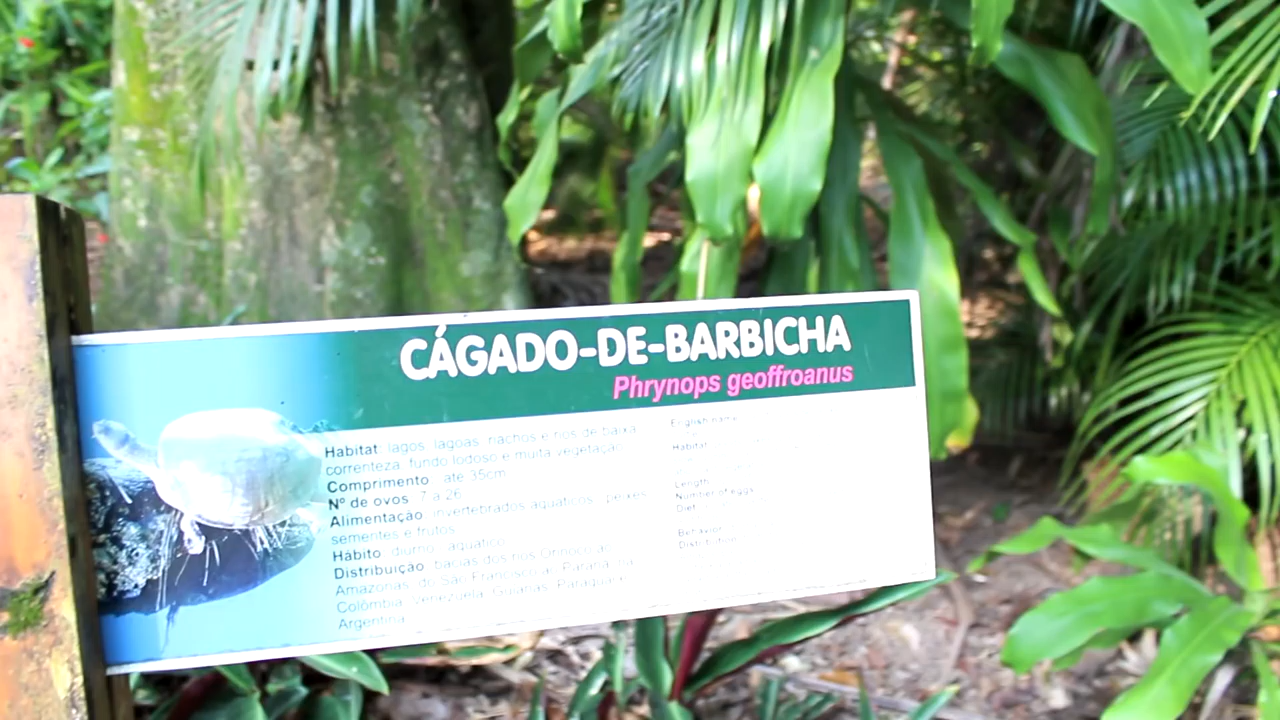 CÁGADO-DE-BARBICHA
Phrynops geoffroanus
Habitat: lagos, lagoas, riachos e rios de baixa
correnteza, fundo lodoso e muita vegetação
Comprimento: até 35cm
Nº de ovos: 7 a 26
Alimentação: invertebrados aquáticos, peixes,
sementes e frutos
Hábito: diurno, aquático
Distribuição: bacias dos rios Orinoco ao
Amazonas, do São Francisco ao Paraná, na
Colômbia, Venezuela, Guianas, Paraguai e
Argentina
English name
Habitat
Length
Number of eggs
Diet
Behavior
Distribution